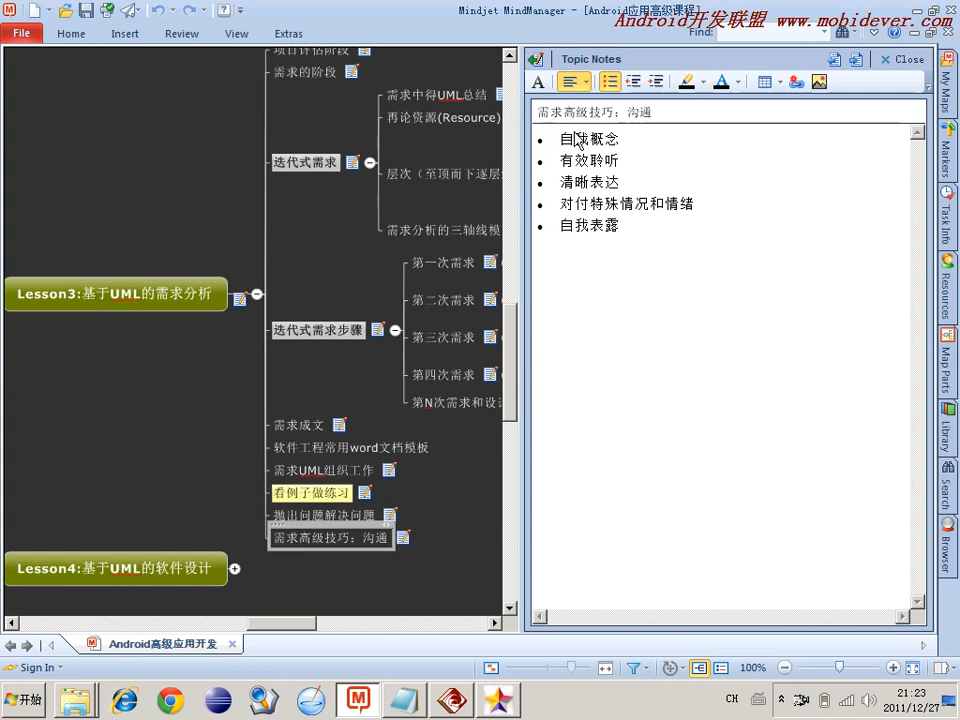 Mindjet MindManager - [Android应用高级课程]
Android开发联盟 www.mobidever.com
File
Home
Insert
Design
Review
View
Extras
Find:
项目评估阶段
需求的阶段
需求中得UML总结
再论资源(Resource)
迭代式需求
层次（至顶而下逐层
需求分析的三轴线模
Lesson3:基于UML的需求分析
第一次需求
第二次需求
迭代式需求步骤
第三次需求
第四次需求
第N次需求和设计
需求成文
软件工程常用word文档模板
需求UML组织工作
看例子做练习
抛出问题解决问题
需求高级技巧：沟通
Lesson4:基于UML的软件设计
Topic Notes
Close
需求高级技巧：沟通
• 自我概念
• 有效聆听
• 清晰表达
• 对付特殊情况和情绪
• 自我表露
My Maps
Markers
Task Info
Resources
Map Parts
Library
Search
Browser
Android高级应用开发
Sign In
100%
开始
CH
21:23
2011/12/27